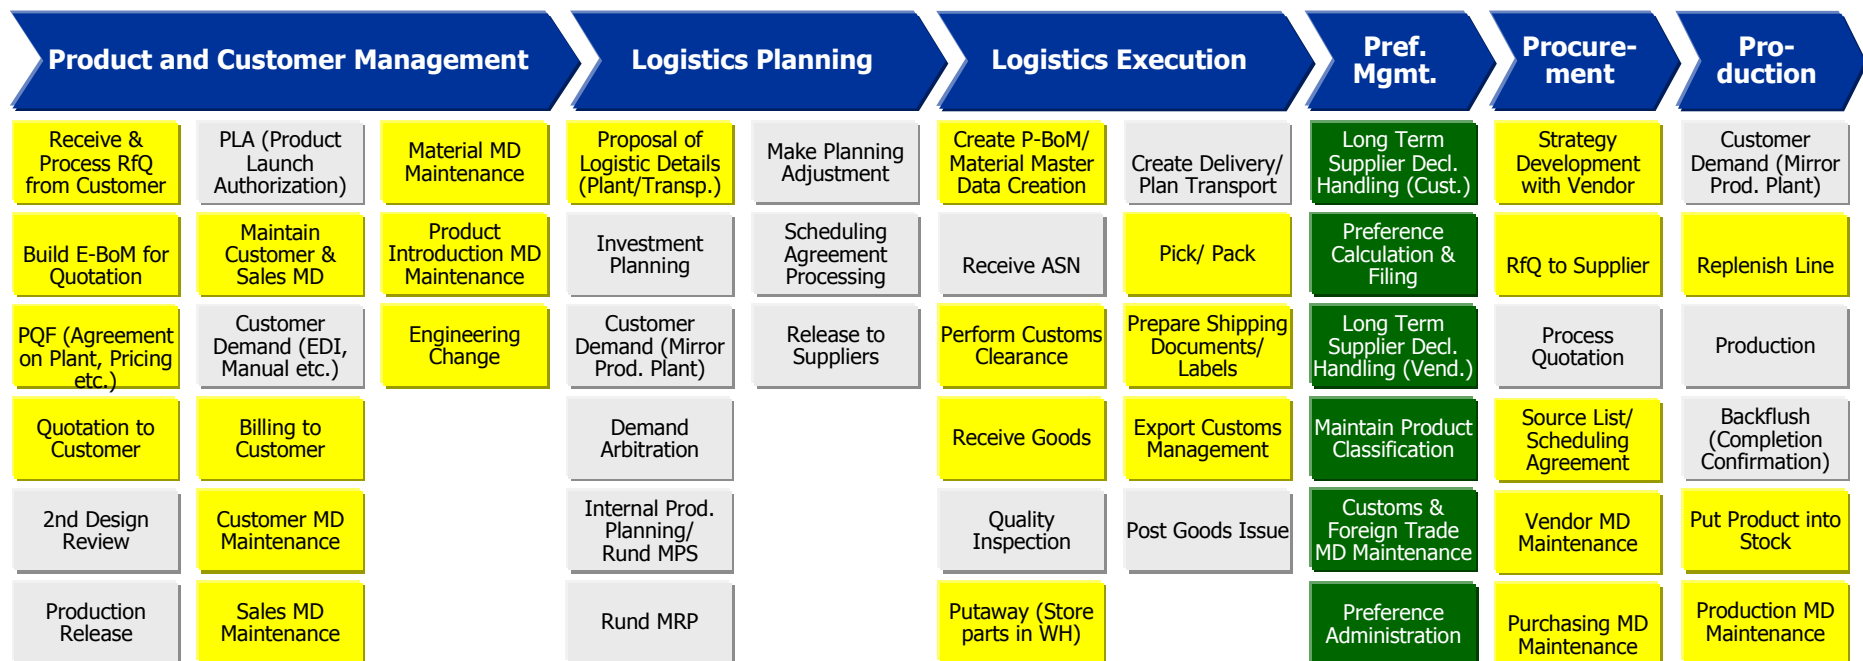 Product and Customer Management
Logistics Planning
Logistics Execution
Pref.
Mgmt.
Procure-
ment
Pro-
duction
Receive &
Process RfQ
from Customer
Build E-BoM for
Quotation
PQF (Agreement
on Plant, Pricing
etc.)
Quotation to
Customer
2nd Design
Review
Production
Release
PLA (Product
Launch
Authorization)
Maintain
Customer &
Sales MD
Customer
Demand (EDI,
Manual etc.)
Billing to
Customer
Customer MD
Maintenance
Sales MD
Maintenance
Material MD
Maintenance
Product
Introduction MD
Maintenance
Engineering
Change
Proposal of
Logistic Details
(Plant/Transp.)
Investment
Planning
Customer
Demand (Mirror
Prod. Plant)
Demand
Arbitration
Internal Prod.
Planning/
Rund MPS
Rund MRP
Make Planning
Adjustment
Scheduling
Agreement
Processing
Release to
Suppliers
Create P-BoM/
Material Master
Data Creation
Receive ASN
Perform Customs
Clearance
Receive Goods
Quality
Inspection
Putaway (Store
parts in WH)
Create Delivery/
Plan Transport
Pick/ Pack
Prepare Shipping
Documents/
Labels
Export Customs
Management
Post Goods Issue
Long Term
Supplier Decl.
Handling (Cust.)
Preference
Calculation &
Filing
Long Term
Supplier Decl.
Handling (Vend.)
Maintain Product
Classification
Customs &
Foreign Trade
MD Maintenance
Preference
Administration
Strategy
Development
with Vendor
RfQ to Supplier
Process
Quotation
Source List/
Scheduling
Agreement
Vendor MD
Maintenance
Purchasing MD
Maintenance
Customer
Demand (Mirror
Prod. Plant)
Replenish Line
Production
Backflush
(Completion
Confirmation)
Put Product into
Stock
Production MD
Maintenance